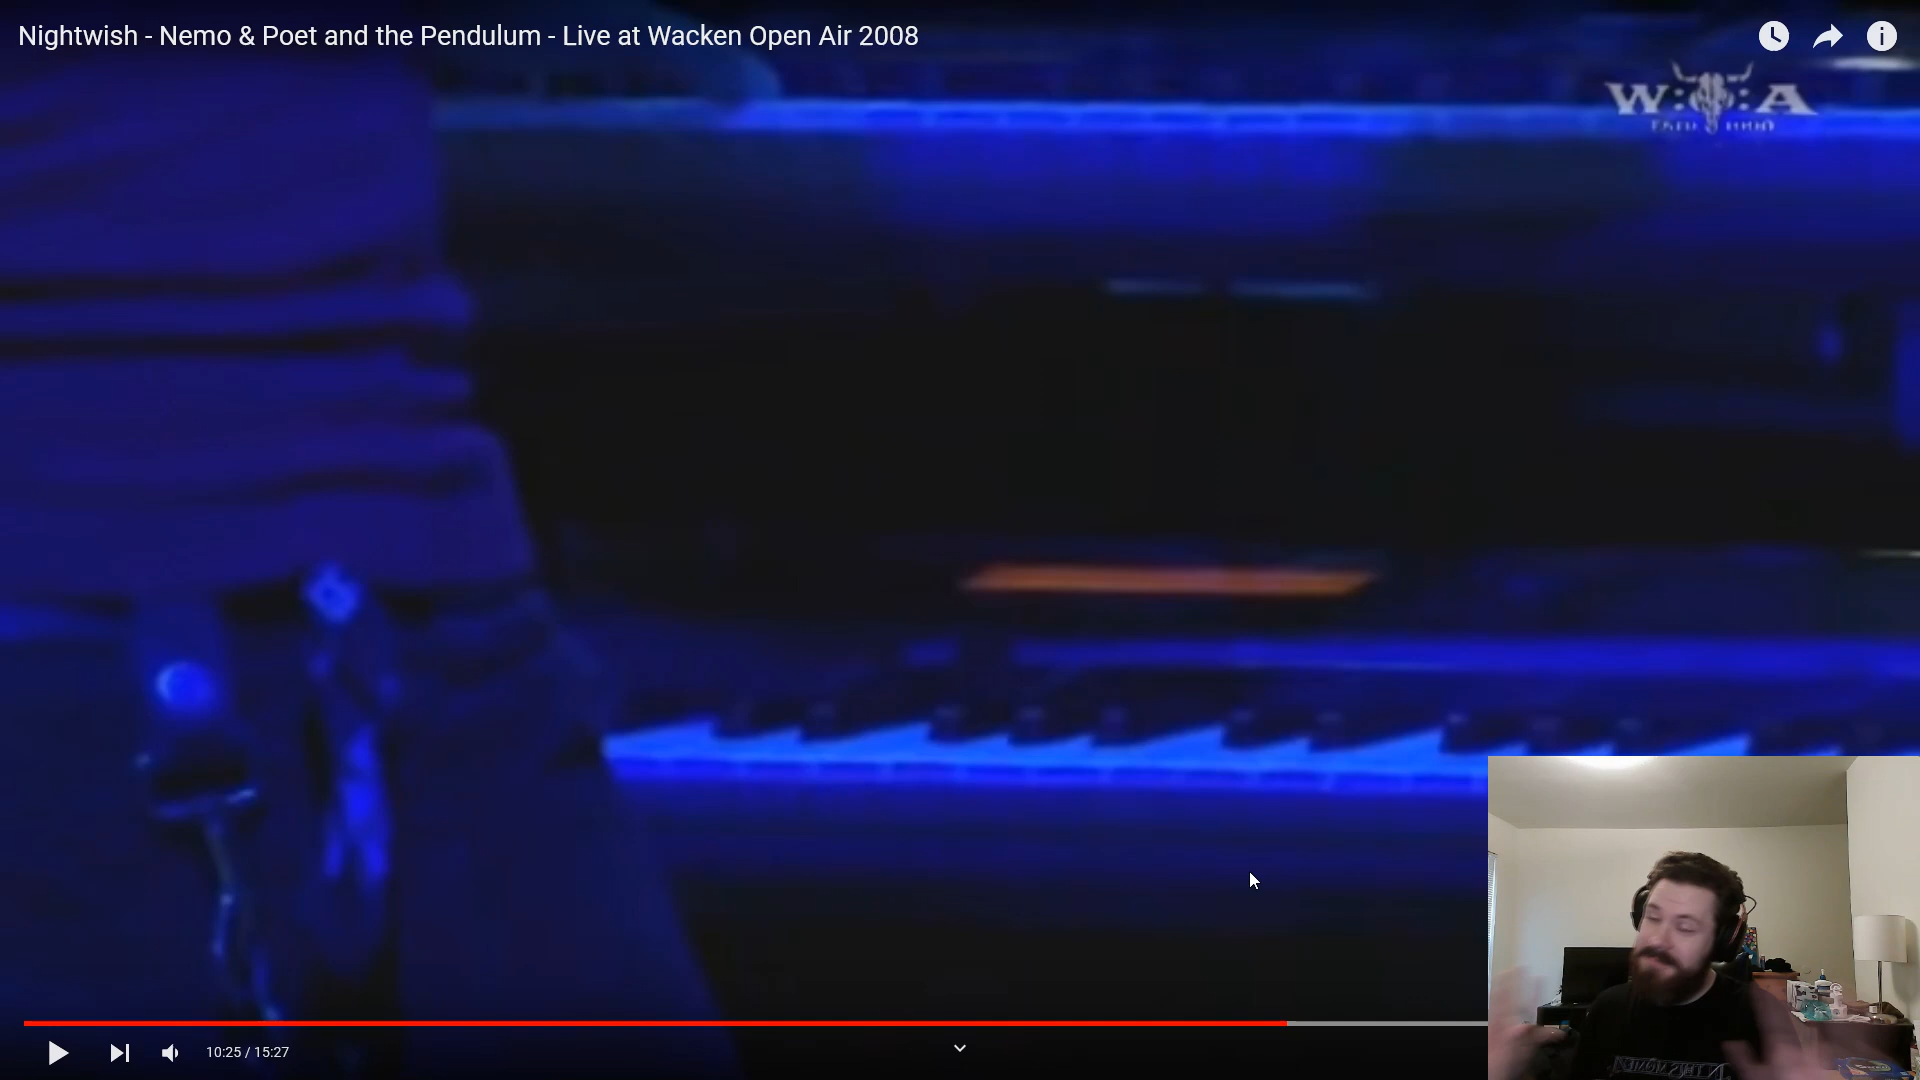 Nightwish - Nemo & Poet and the Pendulum - Live at Wacken Open Air 2008
W:O:A
10:25 / 15:27